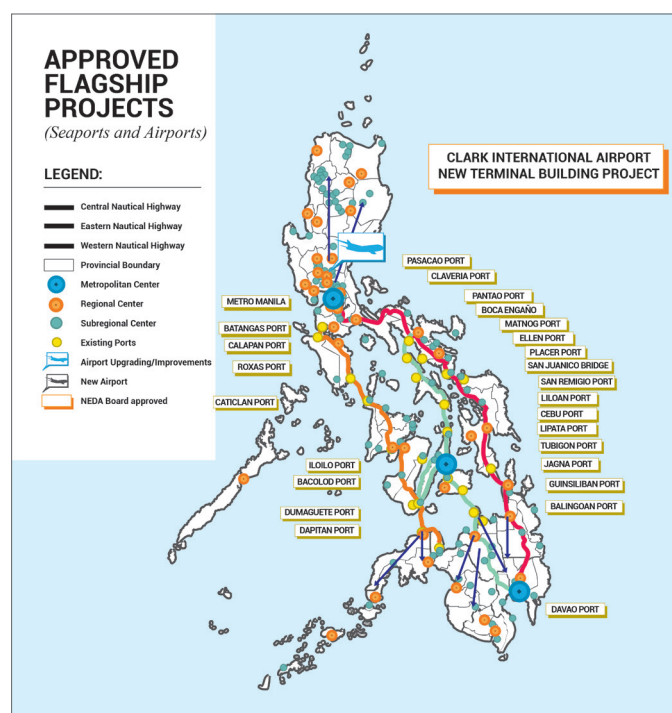 APPROVED
FLAGSHIP
PROJECTS
(Seaports and Airports)
LEGEND:
Central Nautical Highway
Eastern Nautical Highway
Western Nautical Highway
Provincial Boundary
Metropolitan Center
Regional Center
Subregional Center
Existing Ports
Airport Upgrading/Improvements
New Airport
NEDA Board approved
CLARK INTERNATIONAL AIRPORT
NEW TERMINAL BUILDING PROJECT
METRO MANILA
BATANGAS PORT
CALAPAN PORT
ROXAS PORT
CATICLAN PORT
ILOILO PORT
BACOLOD PORT
DUMAGUETE PORT
DAPITAN PORT
PASACAO PORT
CLAVERIA PORT
PANTAO PORT
BOCA ENGAÑO
MATNOG PORT
ELLEN PORT
PLACER PORT
SAN JUANICO BRIDGE
SAN REMIGIO PORT
LILOAN PORT
CEBU PORT
LIPATA PORT
TUBIGON PORT
JAGNA PORT
GUINSILIBAN PORT
BALINGOAN PORT
DAVAO PORT